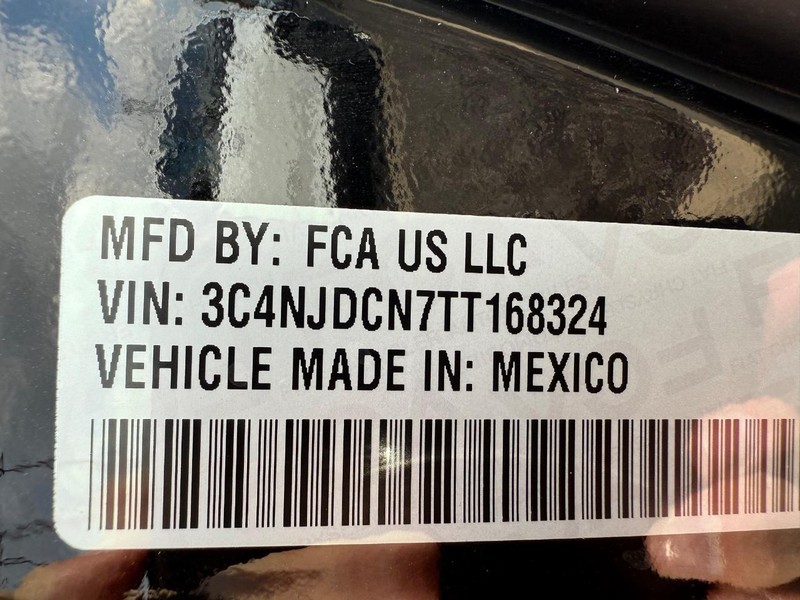 MFD BY: FCA US LLC
VIN: 3C4NJDCN7TT168324
VEHICLE MADE IN: MEXICO